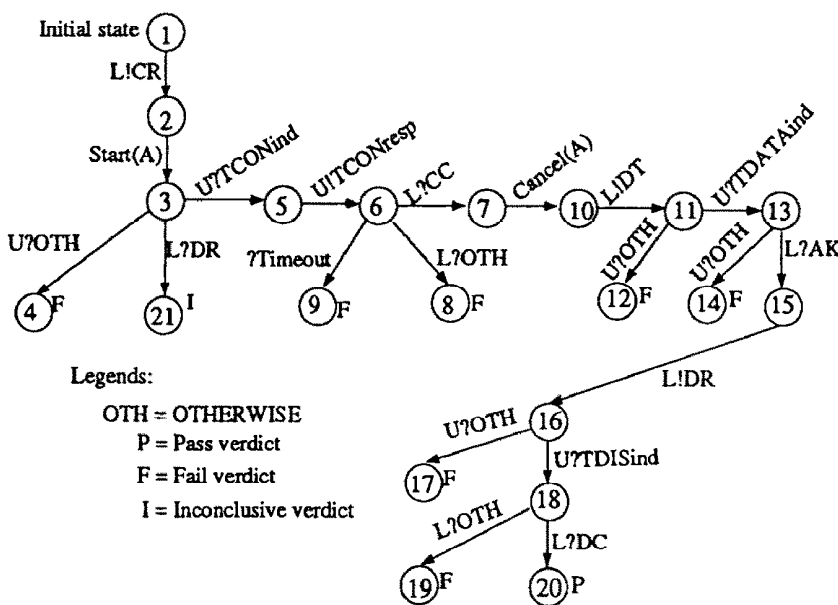 Initial state 1
L!CR
2
Start(A)
U?TCONind
U!TCONresp
L?CC
Cancel(A)
L!DT
U?TDATAind
3
5
6
7
10
11
13
U?OTH
L?DR
?Timeout
L?OTH
U?OTH
U?OTH
L?AK
4 F
21 I
9 F
8 F
12 F
14 F
15
Legends:
OTH = OTHERWISE
P = Pass verdict
F = Fail verdict
I = Inconclusive verdict
L!DR
16
U?OTH
U?TDISind
17 F
18
L?OTH
L?DC
19 F
20 P